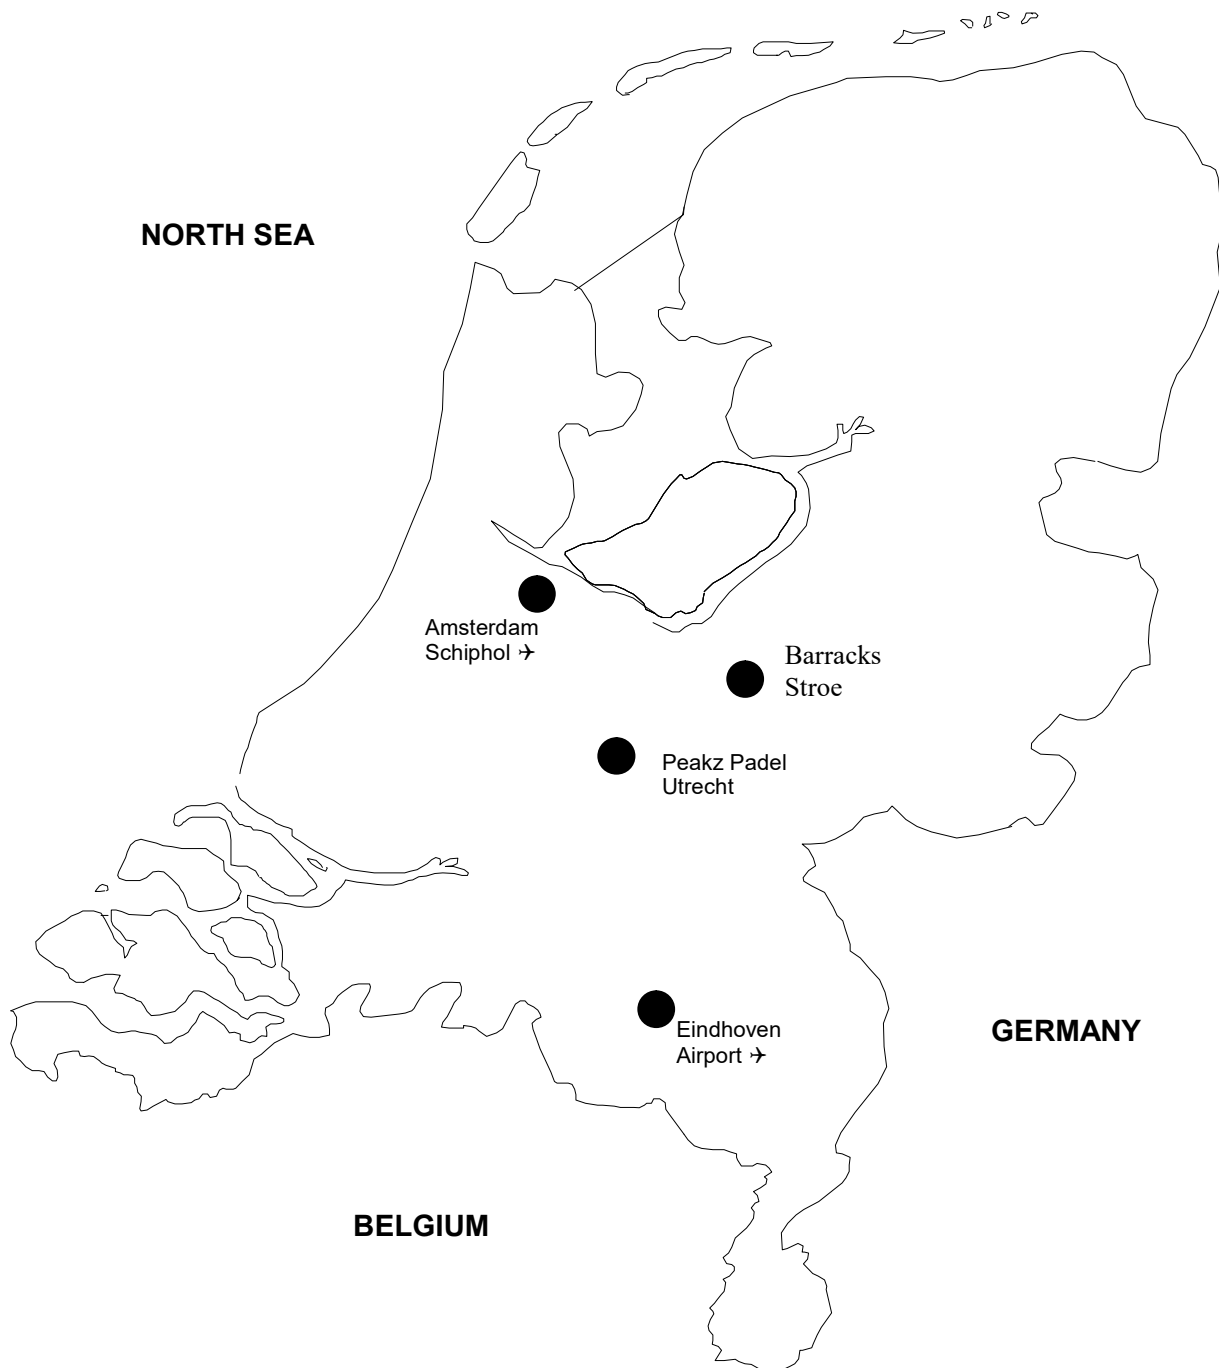 NORTH SEA
Amsterdam
Schiphol ✈
Barracks
Stroe
Peakz Padel
Utrecht
Eindhoven
Airport ✈
GERMANY
BELGIUM